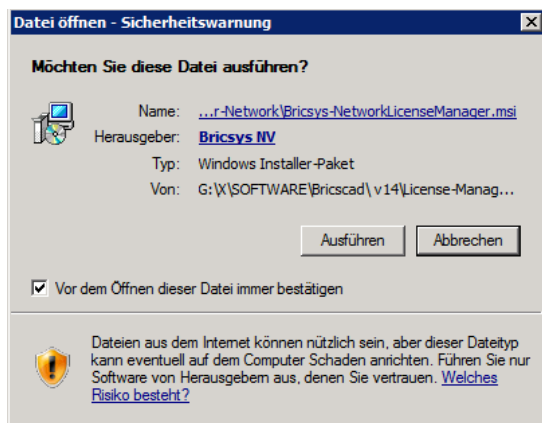 Datei öffnen - Sicherheitswarnung
Möchten Sie diese Datei ausführen?
Name: ...r-Network\Bricsys-NetworkLicenseManager.msi
Herausgeber: Bricsys NV
Typ: Windows Installer-Paket
Von: G:\X\SOFTWARE\Bricscad\v14\License-Manag...
Ausführen Abbrechen
Vor dem Öffnen dieser Datei immer bestätigen
Dateien aus dem Internet können nützlich sein, aber dieser Dateityp
kann eventuell auf dem Computer Schaden anrichten. Führen Sie nur
Software von Herausgebern aus, denen Sie vertrauen. Welches
Risiko besteht?